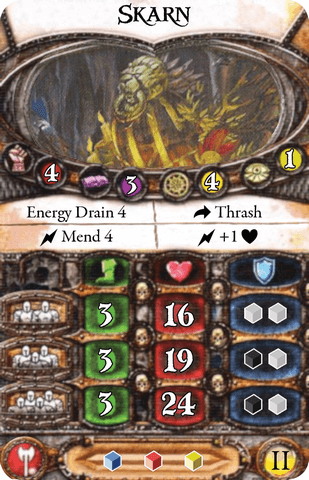 SKARN
4 3 4 1
Energy Drain 4 Thrash
Mend 4 +1
3 16
3 19
3 24
II